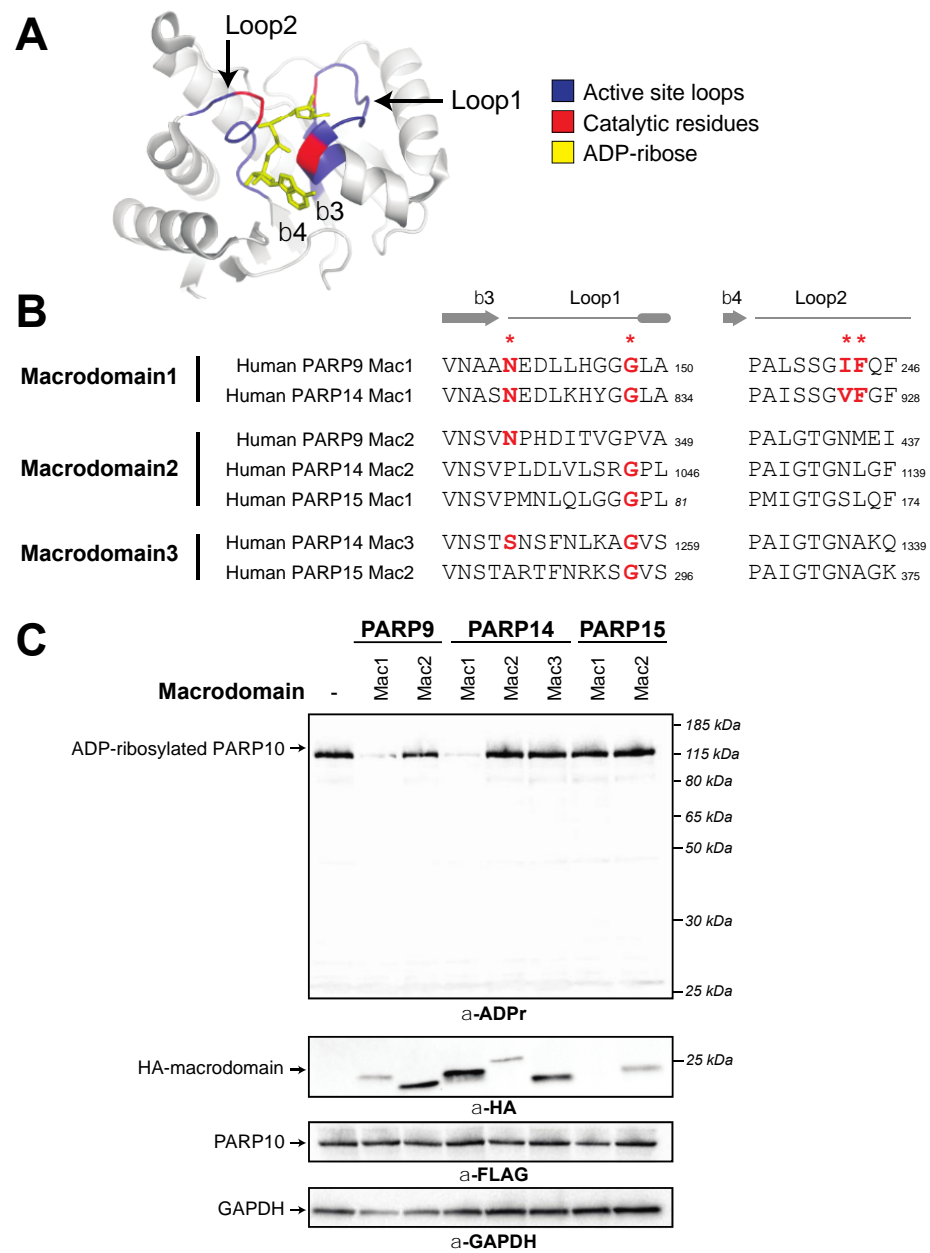 A
Loop2
Loop1
b3
b4
Active site loops
Catalytic residues
ADP-ribose
B
b3 Loop1 b4 Loop2
* * * *
Macrodomain1
Human PARP9 Mac1 VNAANEDLLHGGGLA 150 PALSSGIFQF 246
Human PARP14 Mac1 VNASNEDLKHYGGLA 834 PAISSGVFGF 928
Macrodomain2
Human PARP9 Mac2 VNSVNPHDITVGPVA 349 PALGTGNMEI 437
Human PARP14 Mac2 VNSVPLDLVLSRGPL 1046 PAIGTGNLGF 1139
Human PARP15 Mac1 VNSVPMNLQLGGGPL 81 PMIGTGSLQF 174
Macrodomain3
Human PARP14 Mac3 VNSTSNSFNLKAGVS 1259 PAIGTGNAKQ 1339
Human PARP15 Mac2 VNSTARTFNRKSGVS 296 PAIGTGNAGK 375
C
PARP9 PARP14 PARP15
Macrodomain - Mac1 Mac2 Mac1 Mac2 Mac3 Mac1 Mac2
ADP-ribosylated PARP10
185 kDa
115 kDa
80 kDa
65 kDa
50 kDa
30 kDa
25 kDa
a-ADPr
HA-macrodomain
25 kDa
a-HA
PARP10
a-FLAG
GAPDH
a-GAPDH